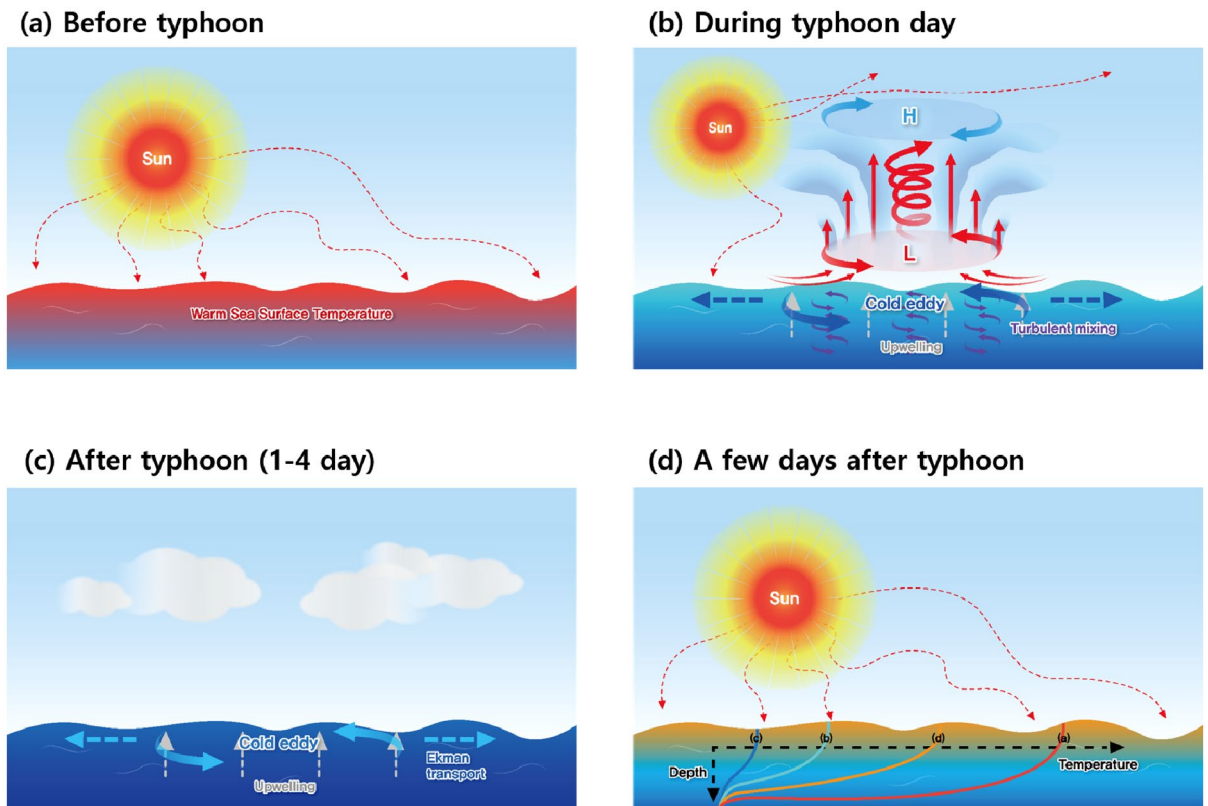 (a) Before typhoon
Sun
Warm Sea Surface Temperature
(b) During typhoon day
Sun
H
L
Cold eddy
Turbulent mixing
Upwelling
(c) After typhoon (1-4 day)
Cold eddy
Ekman
transport
Upwelling
(d) A few days after typhoon
Sun
(c) (b) (d) (a)
Temperature
Depth